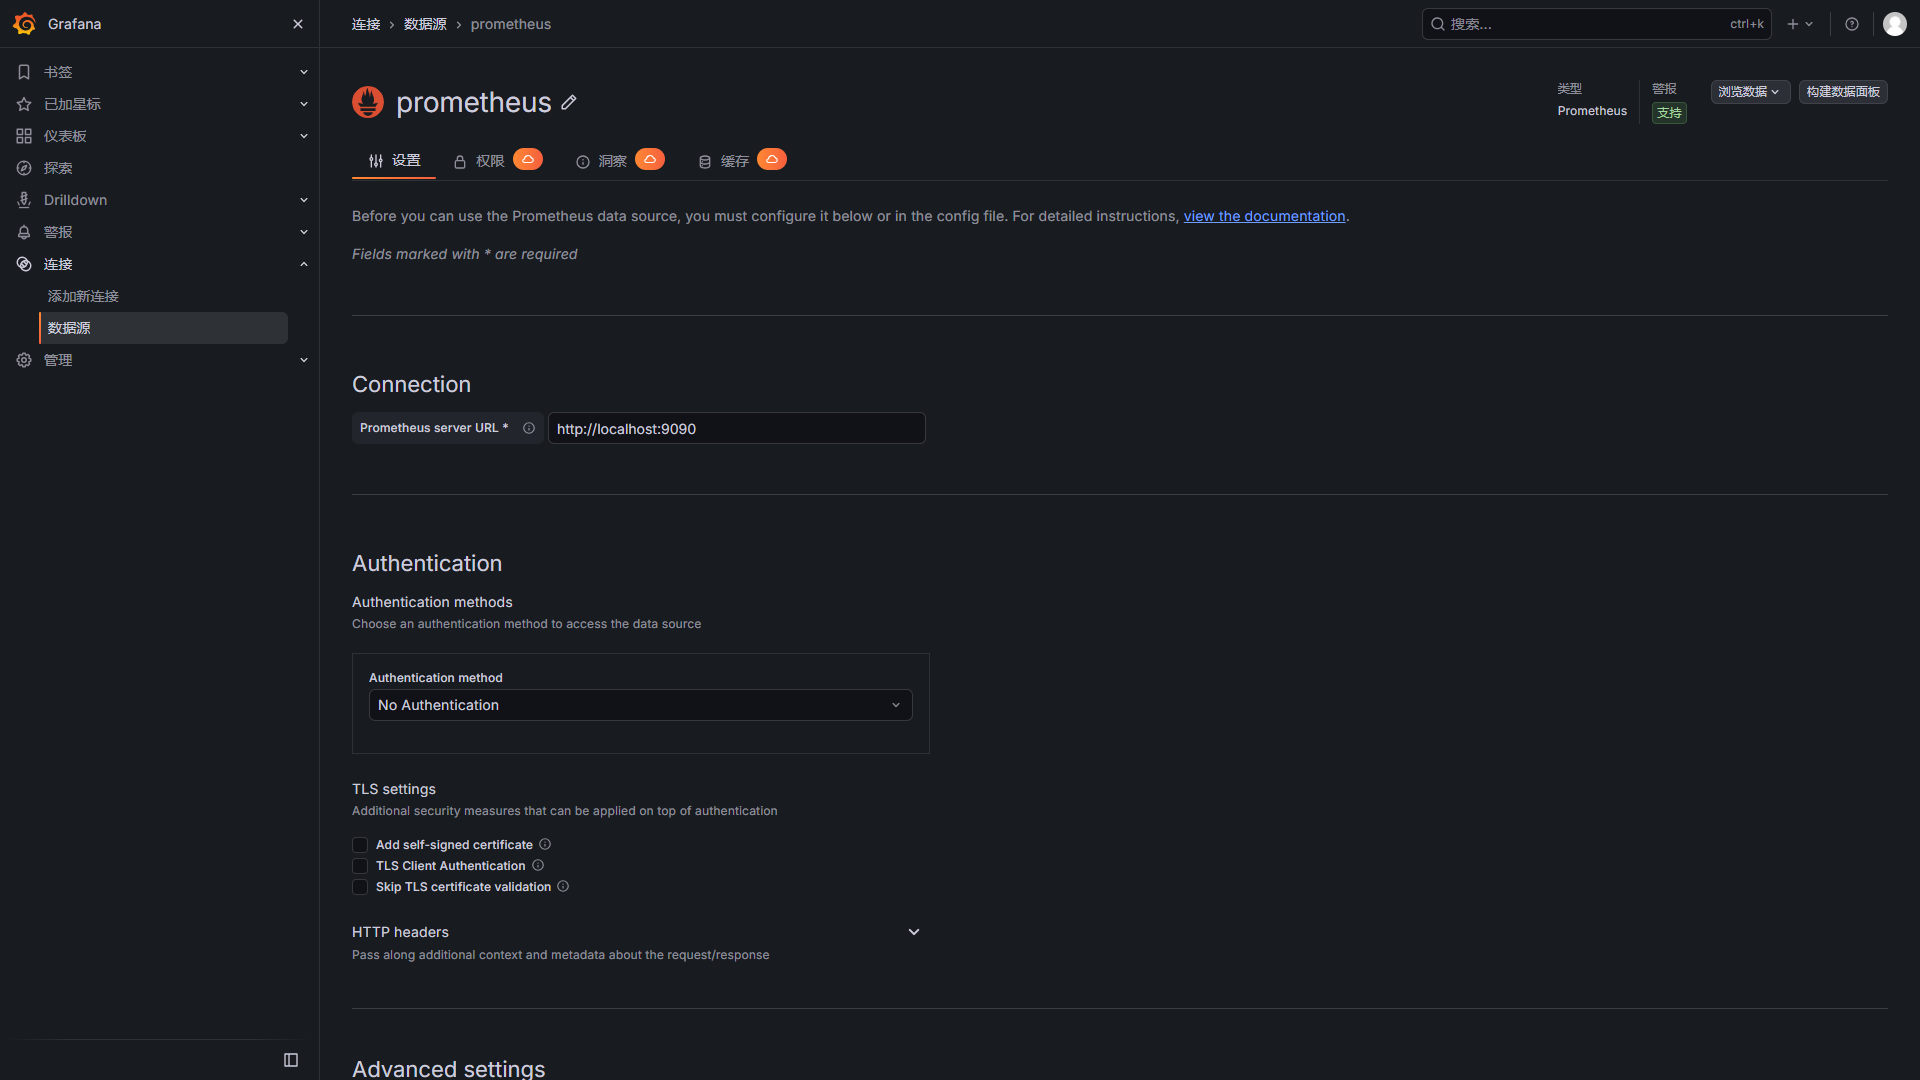 Grafana
书签
已加星标
仪表板
探索
Drilldown
警报
连接
添加新连接
数据源
管理
连接 › 数据源 › prometheus
搜索...
ctrl+k
prometheus
类型
Prometheus
警报
支持
浏览数据
构建数据面板
设置
权限
洞察
缓存
Before you can use the Prometheus data source, you must configure it below or in the config file. For detailed instructions, view the documentation.
Fields marked with * are required
Connection
Prometheus server URL *
http://localhost:9090
Authentication
Authentication methods
Choose an authentication method to access the data source
Authentication method
No Authentication
TLS settings
Additional security measures that can be applied on top of authentication
Add self-signed certificate
TLS Client Authentication
Skip TLS certificate validation
HTTP headers
Pass along additional context and metadata about the request/response
Advanced settings